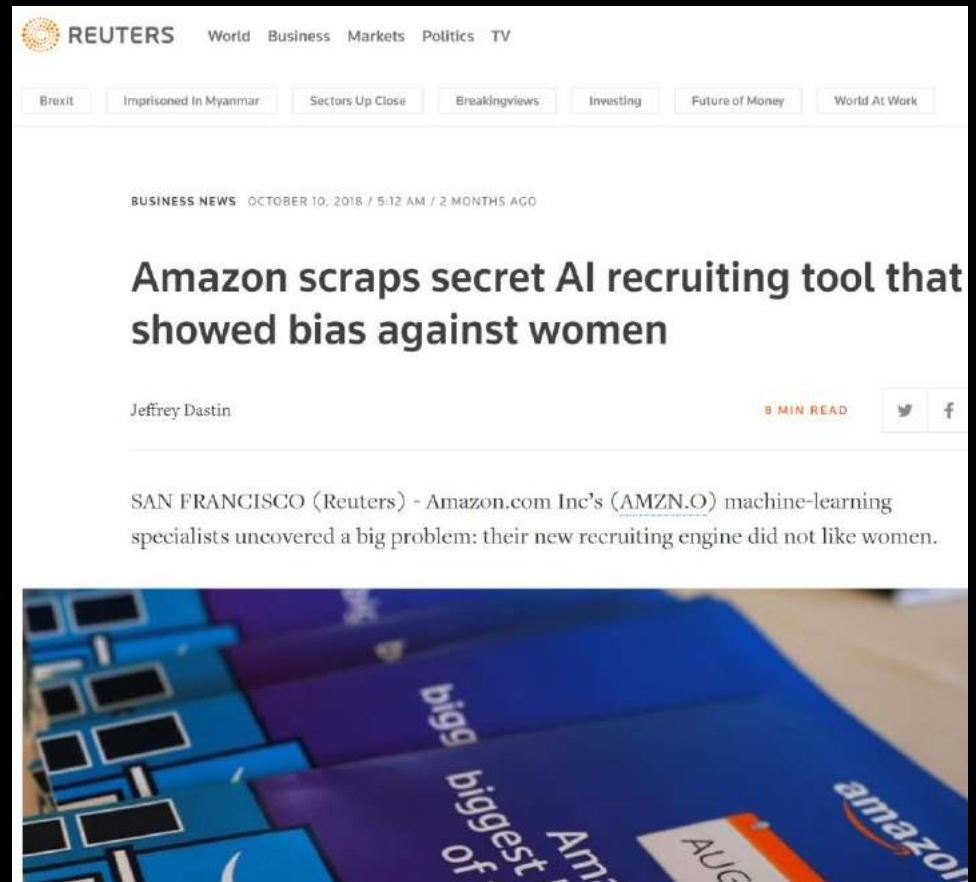 REUTERS World Business Markets Politics TV
Brexit Imprisoned In Myanmar Sectors Up Close Breakingviews Investing Future of Money World At Work
BUSINESS NEWS OCTOBER 10, 2018 / 5:12 AM / 2 MONTHS AGO
Amazon scraps secret AI recruiting tool that
showed bias against women
Jeffrey Dastin 8 MIN READ
SAN FRANCISCO (Reuters) - Amazon.com Inc's (AMZN.O) machine-learning
specialists uncovered a big problem: their new recruiting engine did not like women.
bigg
biggest
of
amazon